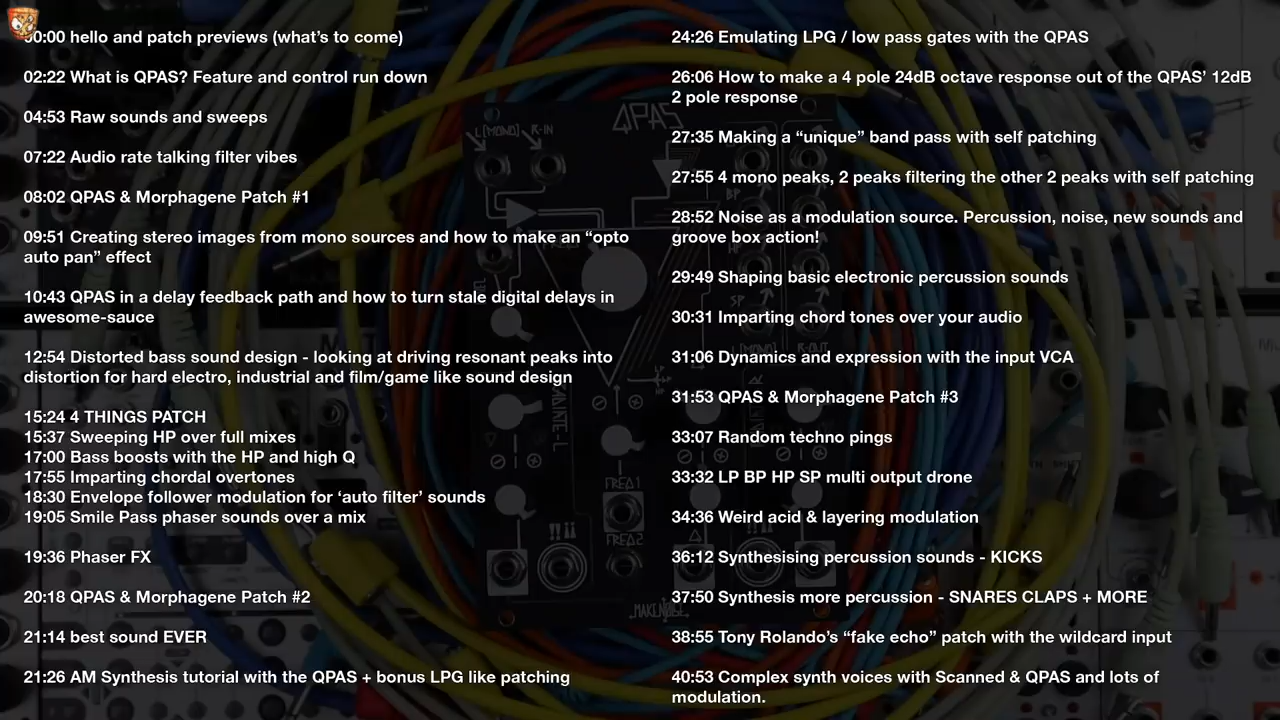 00:00 hello and patch previews (what's to come)
02:22 What is QPAS? Feature and control run down
04:53 Raw sounds and sweeps
07:22 Audio rate talking filter vibes
08:02 QPAS & Morphagene Patch #1
09:51 Creating stereo images from mono sources and how to make an “opto
auto pan” effect
10:43 QPAS in a delay feedback path and how to turn stale digital delays in
awesome-sauce
12:54 Distorted bass sound design - looking at driving resonant peaks into
distortion for hard electro, industrial and film/game like sound design
15:24 4 THINGS PATCH
15:37 Sweeping HP over full mixes
17:00 Bass boosts with the HP and high Q
17:55 Imparting chordal overtones
18:30 Envelope follower modulation for ‘auto filter’ sounds
19:05 Smile Pass phaser sounds over a mix
19:36 Phaser FX
20:18 QPAS & Morphagene Patch #2
21:14 best sound EVER
21:26 AM Synthesis tutorial with the QPAS + bonus LPG like patching
24:26 Emulating LPG / low pass gates with the QPAS
26:06 How to make a 4 pole 24dB octave response out of the QPAS’ 12dB
2 pole response
27:35 Making a “unique” band pass with self patching
27:55 4 mono peaks, 2 peaks filtering the other 2 peaks with self patching
28:52 Noise as a modulation source. Percussion, noise, new sounds and
groove box action!
29:49 Shaping basic electronic percussion sounds
30:31 Imparting chord tones over your audio
31:06 Dynamics and expression with the input VCA
31:53 QPAS & Morphagene Patch #3
33:07 Random techno pings
33:32 LP BP HP SP multi output drone
34:36 Weird acid & layering modulation
36:12 Synthesising percussion sounds - KICKS
37:50 Synthesis more percussion - SNARES CLAPS + MORE
38:55 Tony Rolando’s “fake echo” patch with the wildcard input
40:53 Complex synth voices with Scanned & QPAS and lots of
modulation.
QPAS
L(MONO) R-IN
BP
SP
R-OUT
FREQ1
!!¡¡
FREQ2
MAKENOISE